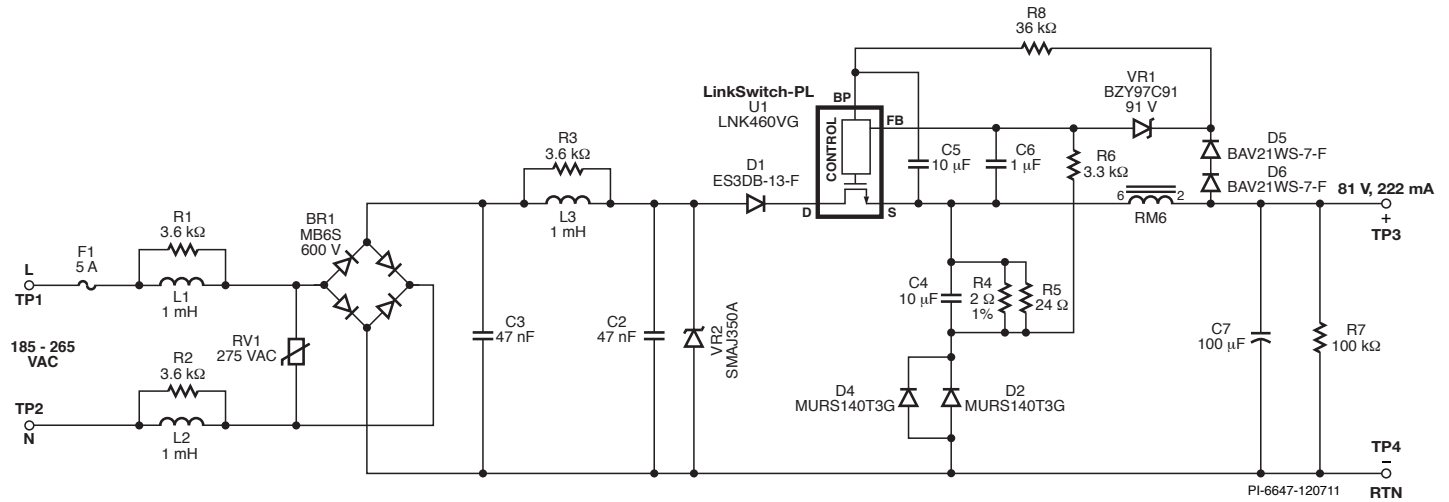 R8
36 kΩ
LinkSwitch-PL
U1
LNK460VG
BP
FB
CONTROL
D
S
VR1
BZY97C91
91 V
D5
BAV21WS-7-F
D6
BAV21WS-7-F
C5
10 µF
C6
1 µF
R6
3.3 kΩ
6
2
RM6
81 V, 222 mA
+
TP3
R3
3.6 kΩ
L3
1 mH
D1
ES3DB-13-F
R1
3.6 kΩ
L1
1 mH
BR1
MB6S
600 V
F1
5 A
L
TP1
185 - 265
VAC
RV1
275 VAC
R2
3.6 kΩ
L2
1 mH
TP2
N
C3
47 nF
C2
47 nF
VR2
SMAJ350A
C4
10 µF
R4
2 Ω
1%
R5
24 Ω
D4
MURS140T3G
D2
MURS140T3G
C7
100 µF
R7
100 kΩ
TP4
–
RTN
PI-6647-120711